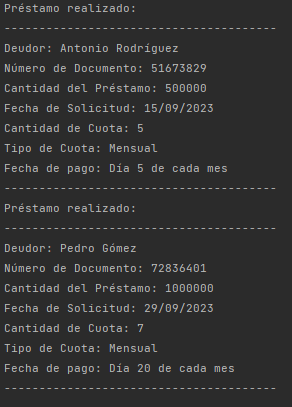 Préstamo realizado:
---------------------------------------
Deudor: Antonio Rodríguez
Número de Documento: 51673829
Cantidad del Préstamo: 500000
Fecha de Solicitud: 15/09/2023
Cantidad de Cuota: 5
Tipo de Cuota: Mensual
Fecha de pago: Día 5 de cada mes
---------------------------------------
Préstamo realizado:
---------------------------------------
Deudor: Pedro Gómez
Número de Documento: 72836401
Cantidad del Préstamo: 1000000
Fecha de Solicitud: 29/09/2023
Cantidad de Cuota: 7
Tipo de Cuota: Mensual
Fecha de pago: Día 20 de cada mes
---------------------------------------